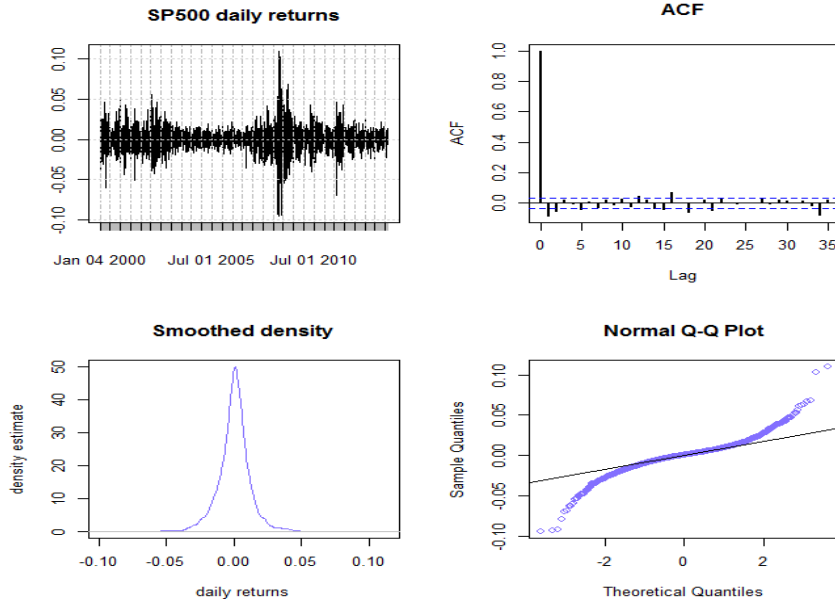 SP500 daily returns
0.10
0.05
0.00
-0.05
-0.10
Jan 04 2000 Jul 01 2005 Jul 01 2010
ACF
ACF
1.0
0.8
0.6
0.4
0.2
0.0
0 5 10 15 20 25 30 35
Lag
Smoothed density
density estimate
50
40
30
20
10
0
-0.10 -0.05 0.00 0.05 0.10
daily returns
Normal Q-Q Plot
Sample Quantiles
0.10
0.05
0.00
-0.05
-0.10
-2 0 2
Theoretical Quantiles